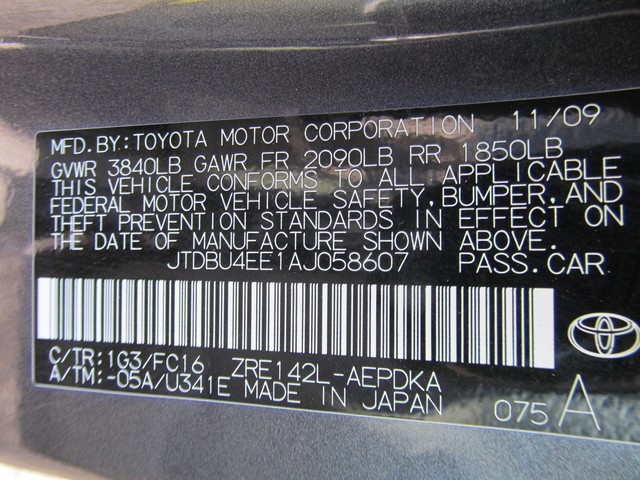 MFD.BY:TOYOTA MOTOR CORPORATION 11/09
GVWR 3840LB GAWR FR 2090LB RR 1850LB
THIS VEHICLE CONFORMS TO ALL APPLICABLE
FEDERAL MOTOR VEHICLE SAFETY,BUMPER,AND
THEFT PREVENTION STANDARDS IN EFFECT ON
THE DATE OF MANUFACTURE SHOWN ABOVE.
JTDBU4EE1AJ058607 PASS.CAR
C/TR:1G3/FC16 ZRE142L-AEPDKA
A/TM:-05A/U341E MADE IN JAPAN 075 A